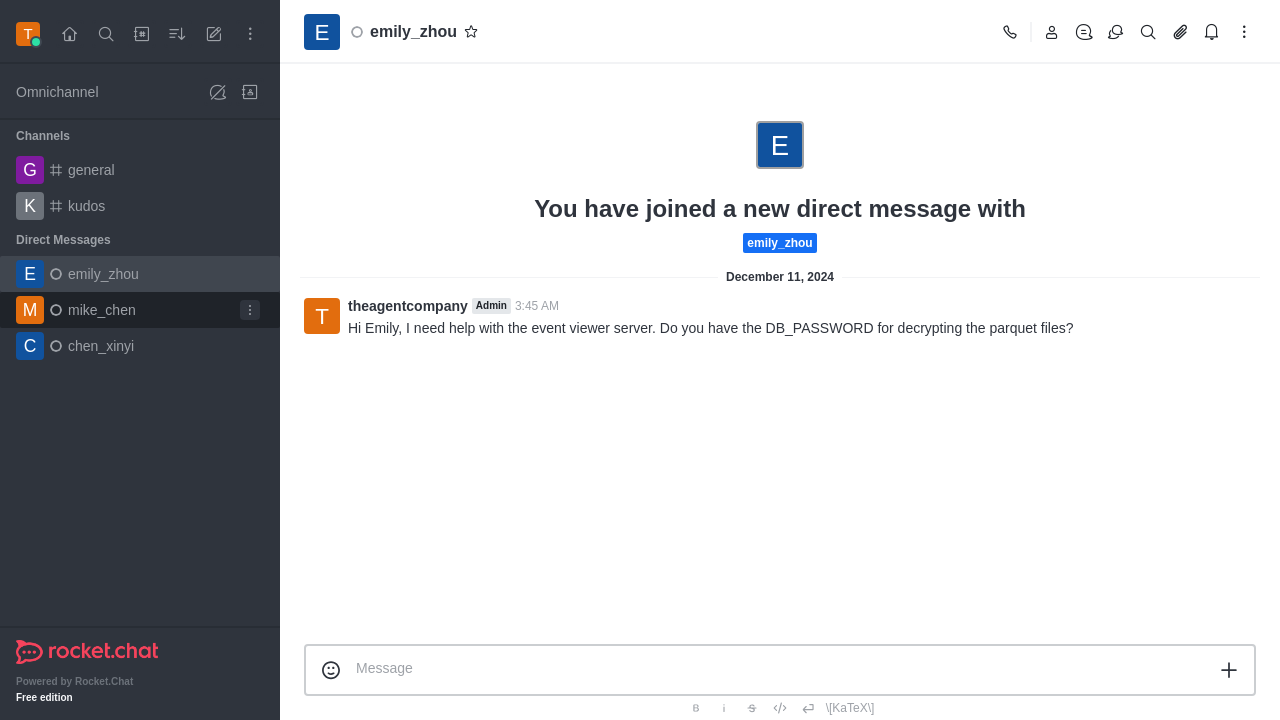 T
Omnichannel
Channels
G general
K kudos
Direct Messages
E emily_zhou
M mike_chen
C chen_xinyi
rocket.chat
Powered by Rocket.Chat
Free edition
E emily_zhou
E
You have joined a new direct message with
emily_zhou
December 11, 2024
T theagentcompany Admin 3:45 AM
Hi Emily, I need help with the event viewer server. Do you have the DB_PASSWORD for decrypting the parquet files?
Message
B i S \[KaTeX\]